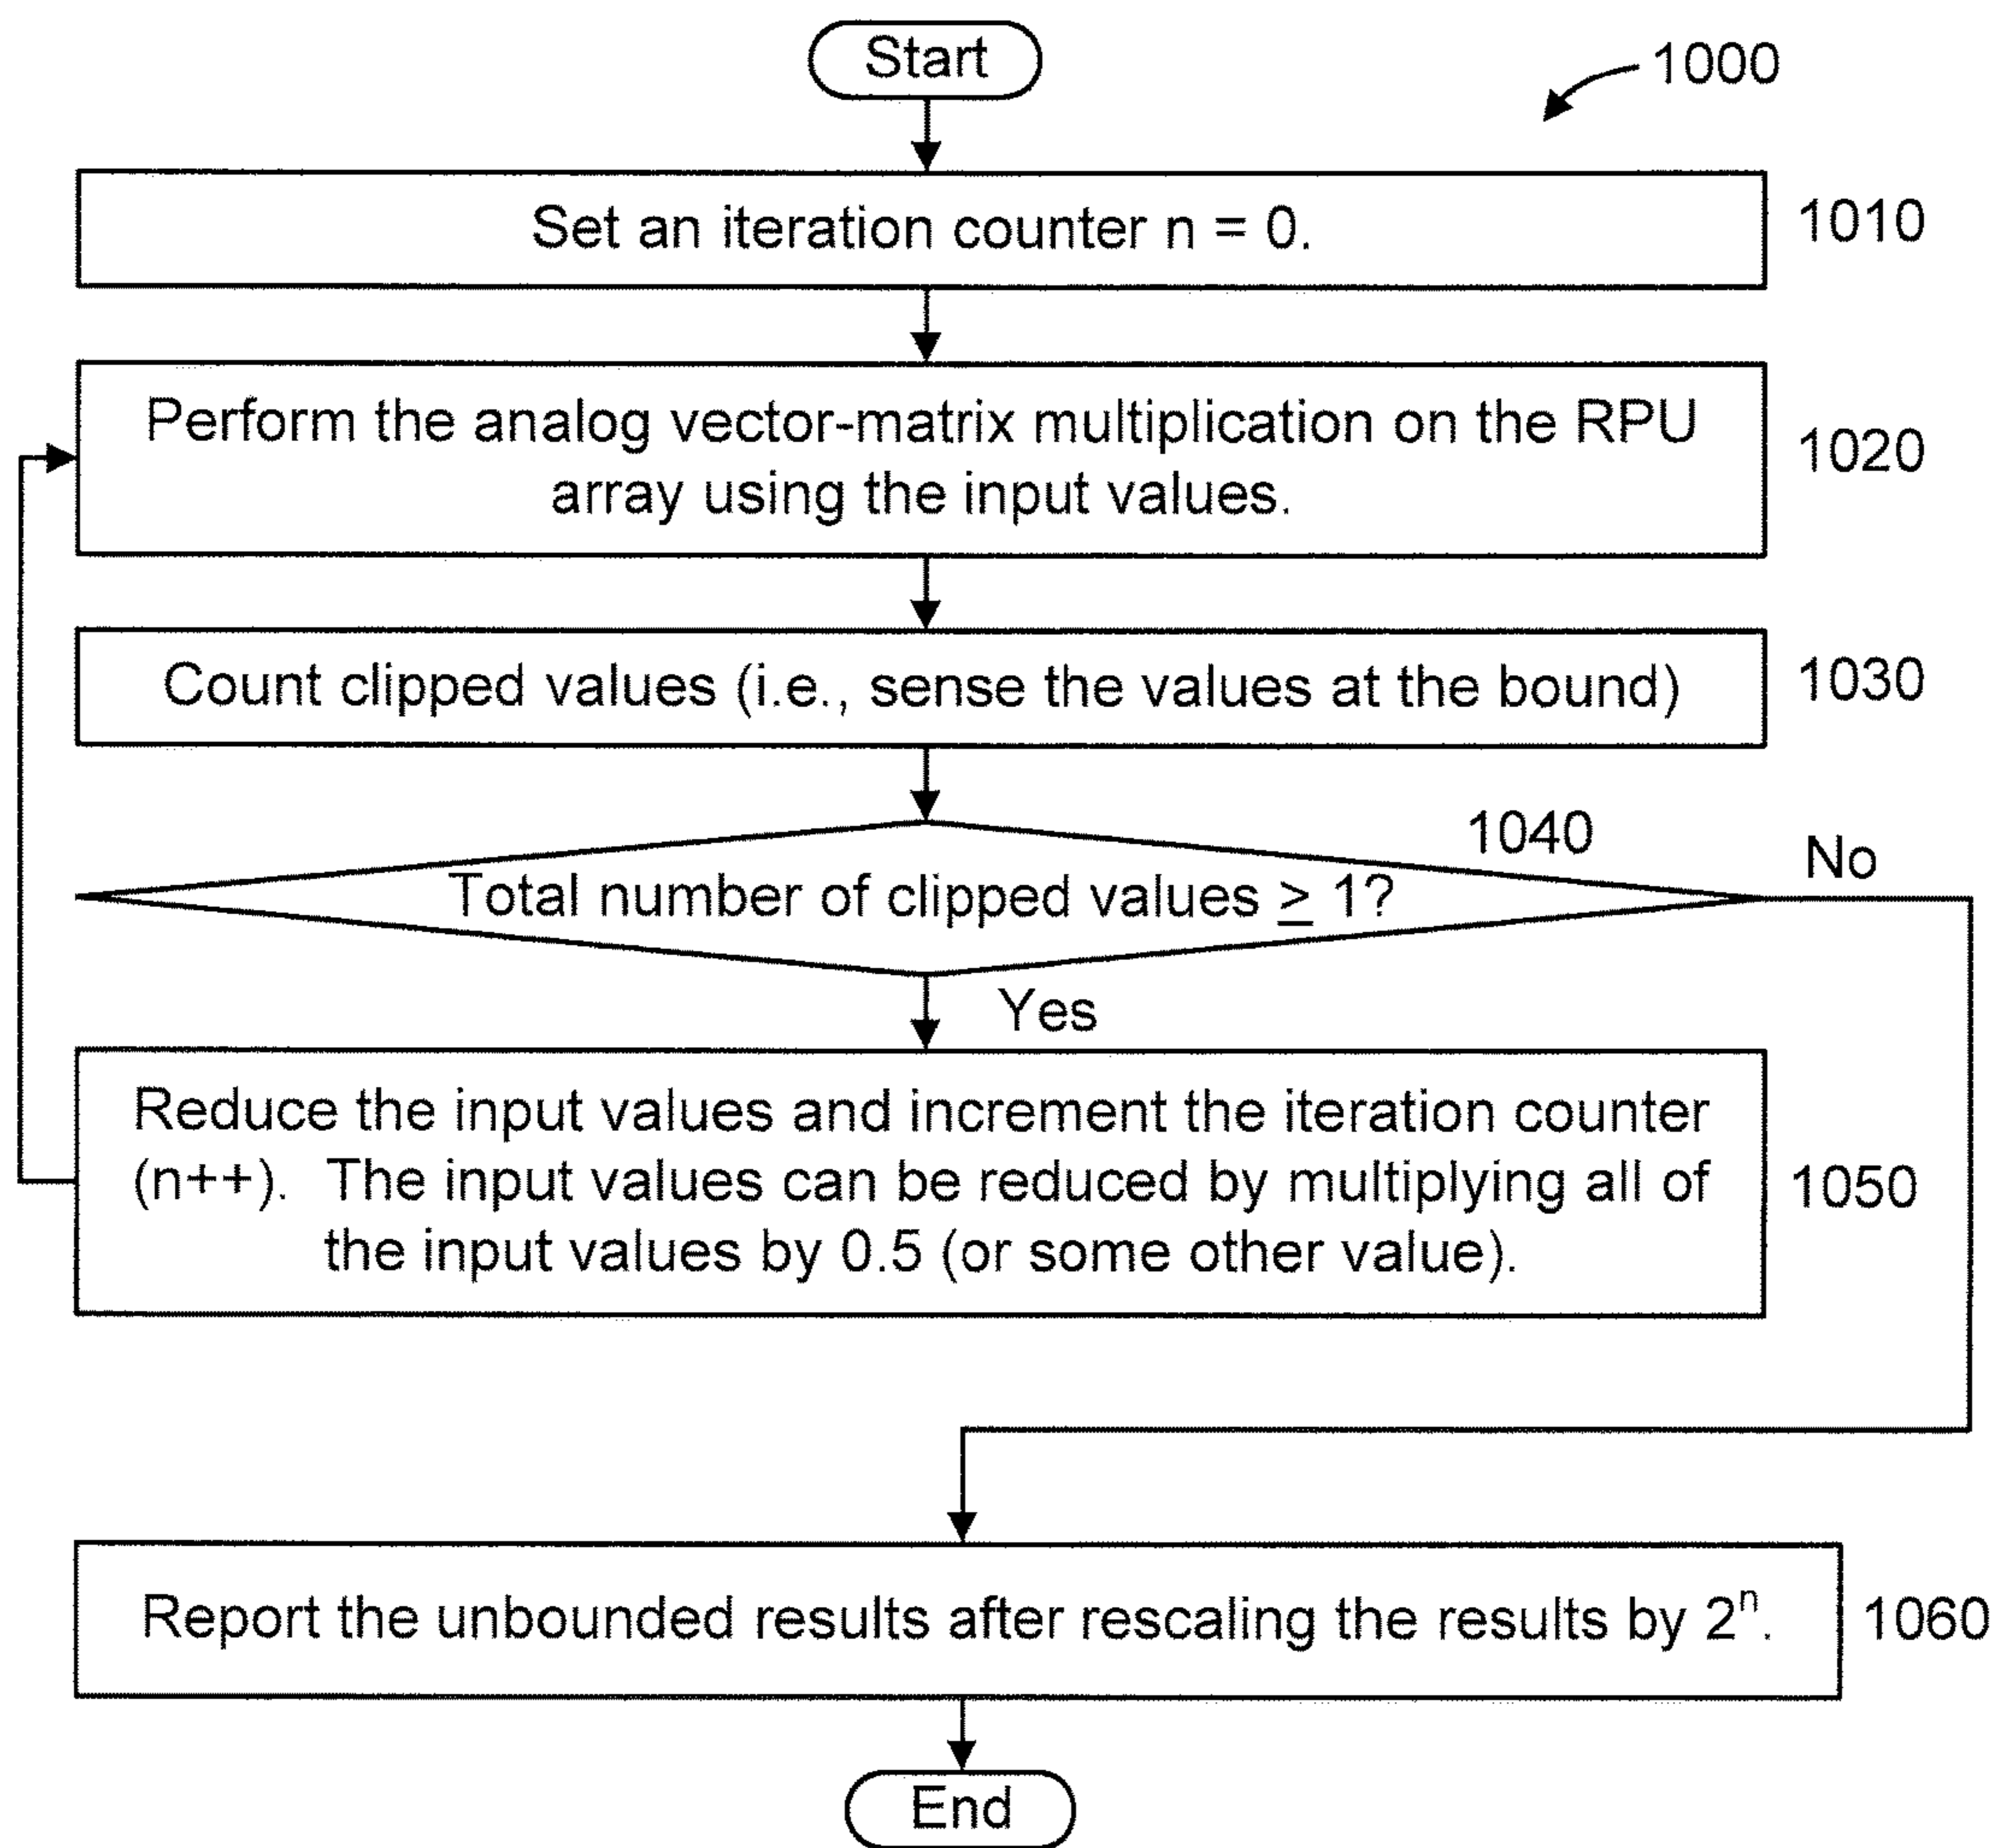 Start
1000
Set an iteration counter n = 0.
1010
Perform the analog vector-matrix multiplication on the RPU
array using the input values.
1020
Count clipped values (i.e., sense the values at the bound)
1030
1040
Total number of clipped values ≥ 1?
No
Yes
Reduce the input values and increment the iteration counter
(n++). The input values can be reduced by multiplying all of
the input values by 0.5 (or some other value).
1050
Report the unbounded results after rescaling the results by 2ⁿ.
1060
End